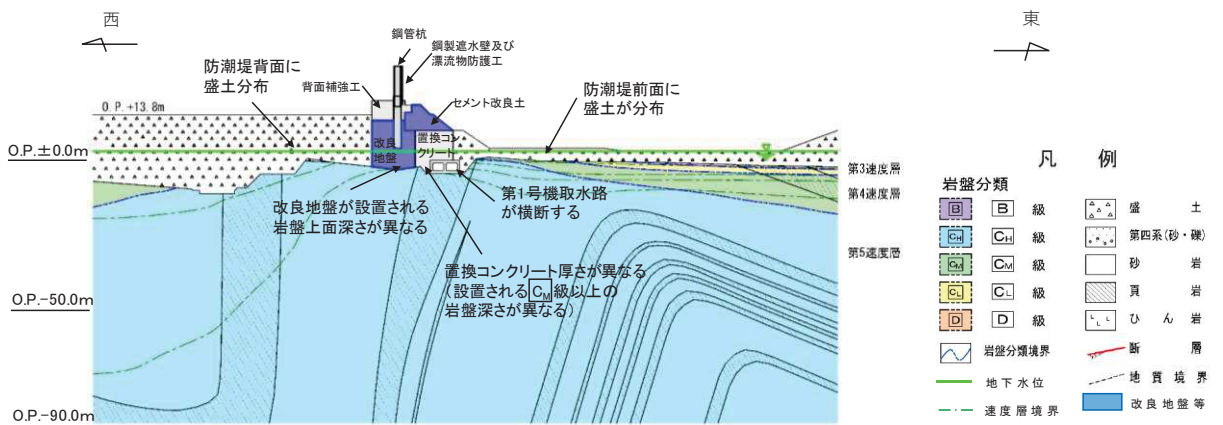 西
東
鋼管杭
鋼製遮水壁及び
漂流物防護工
防潮堤背面に
盛土分布
背面補強工
防潮堤前面に
盛土が分布
セメント改良土
O.P.+13.8m
改良
地盤
置換コン
クリート
O.P.±0.0m
第3速度層
第4速度層
第5速度層
改良地盤が設置される
岩盤上面深さが異なる
第1号機取水路
が横断する
置換コンクリート厚さが異なる
(設置されるCM級以上の
岩盤深さが異なる)
O.P.-50.0m
O.P.-90.0m
凡 例
岩盤分類
B B 級
CH CH 級
CM CM 級
CL CL 級
D D 級
岩盤分類境界
地下水位
速度層境界
盛 土
第四系(砂・礫)
砂 岩
頁 岩
ひ ん 岩
断 層
地 質 境 界
改良地盤等